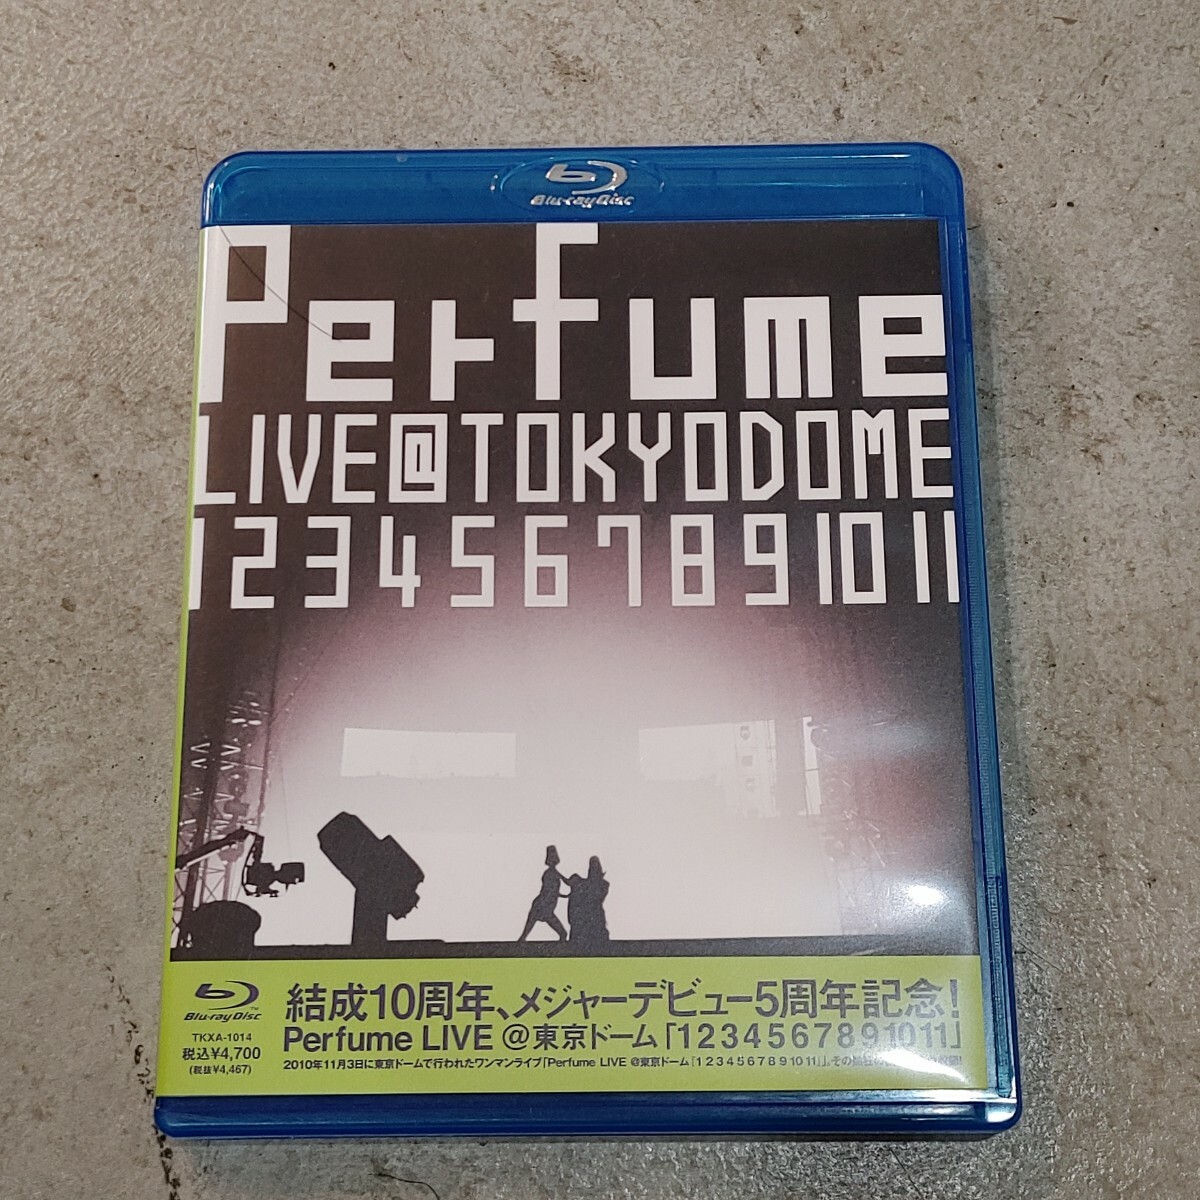 Blu-ray Disc
Perfume
LIVE@TOKYODOME
1234567891011
Blu-ray Disc™
TKXA-1014
税込¥4,700
(税抜¥4,467)
結成10周年、メジャーデビュー5周年記念!
Perfume LIVE @東京ドーム「1234567891011」
2010年11月3日に東京ドームで行われたワンマンライブ「Perfume LIVE @東京ドーム「1234567891011」」、その